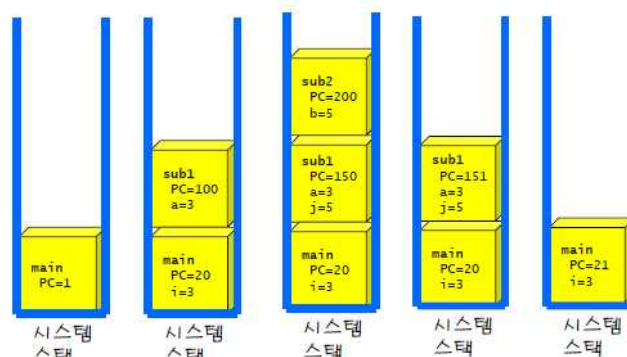 main
PC=1
시스템
스택
sub1
PC=100
a=3
main
PC=20
i=3
시스템
스택
sub2
PC=200
b=5
sub1
PC=150
a=3
j=5
main
PC=20
i=3
시스템
스택
sub1
PC=151
a=3
j=5
main
PC=20
i=3
시스템
스택
main
PC=21
i=3
시스템
스택